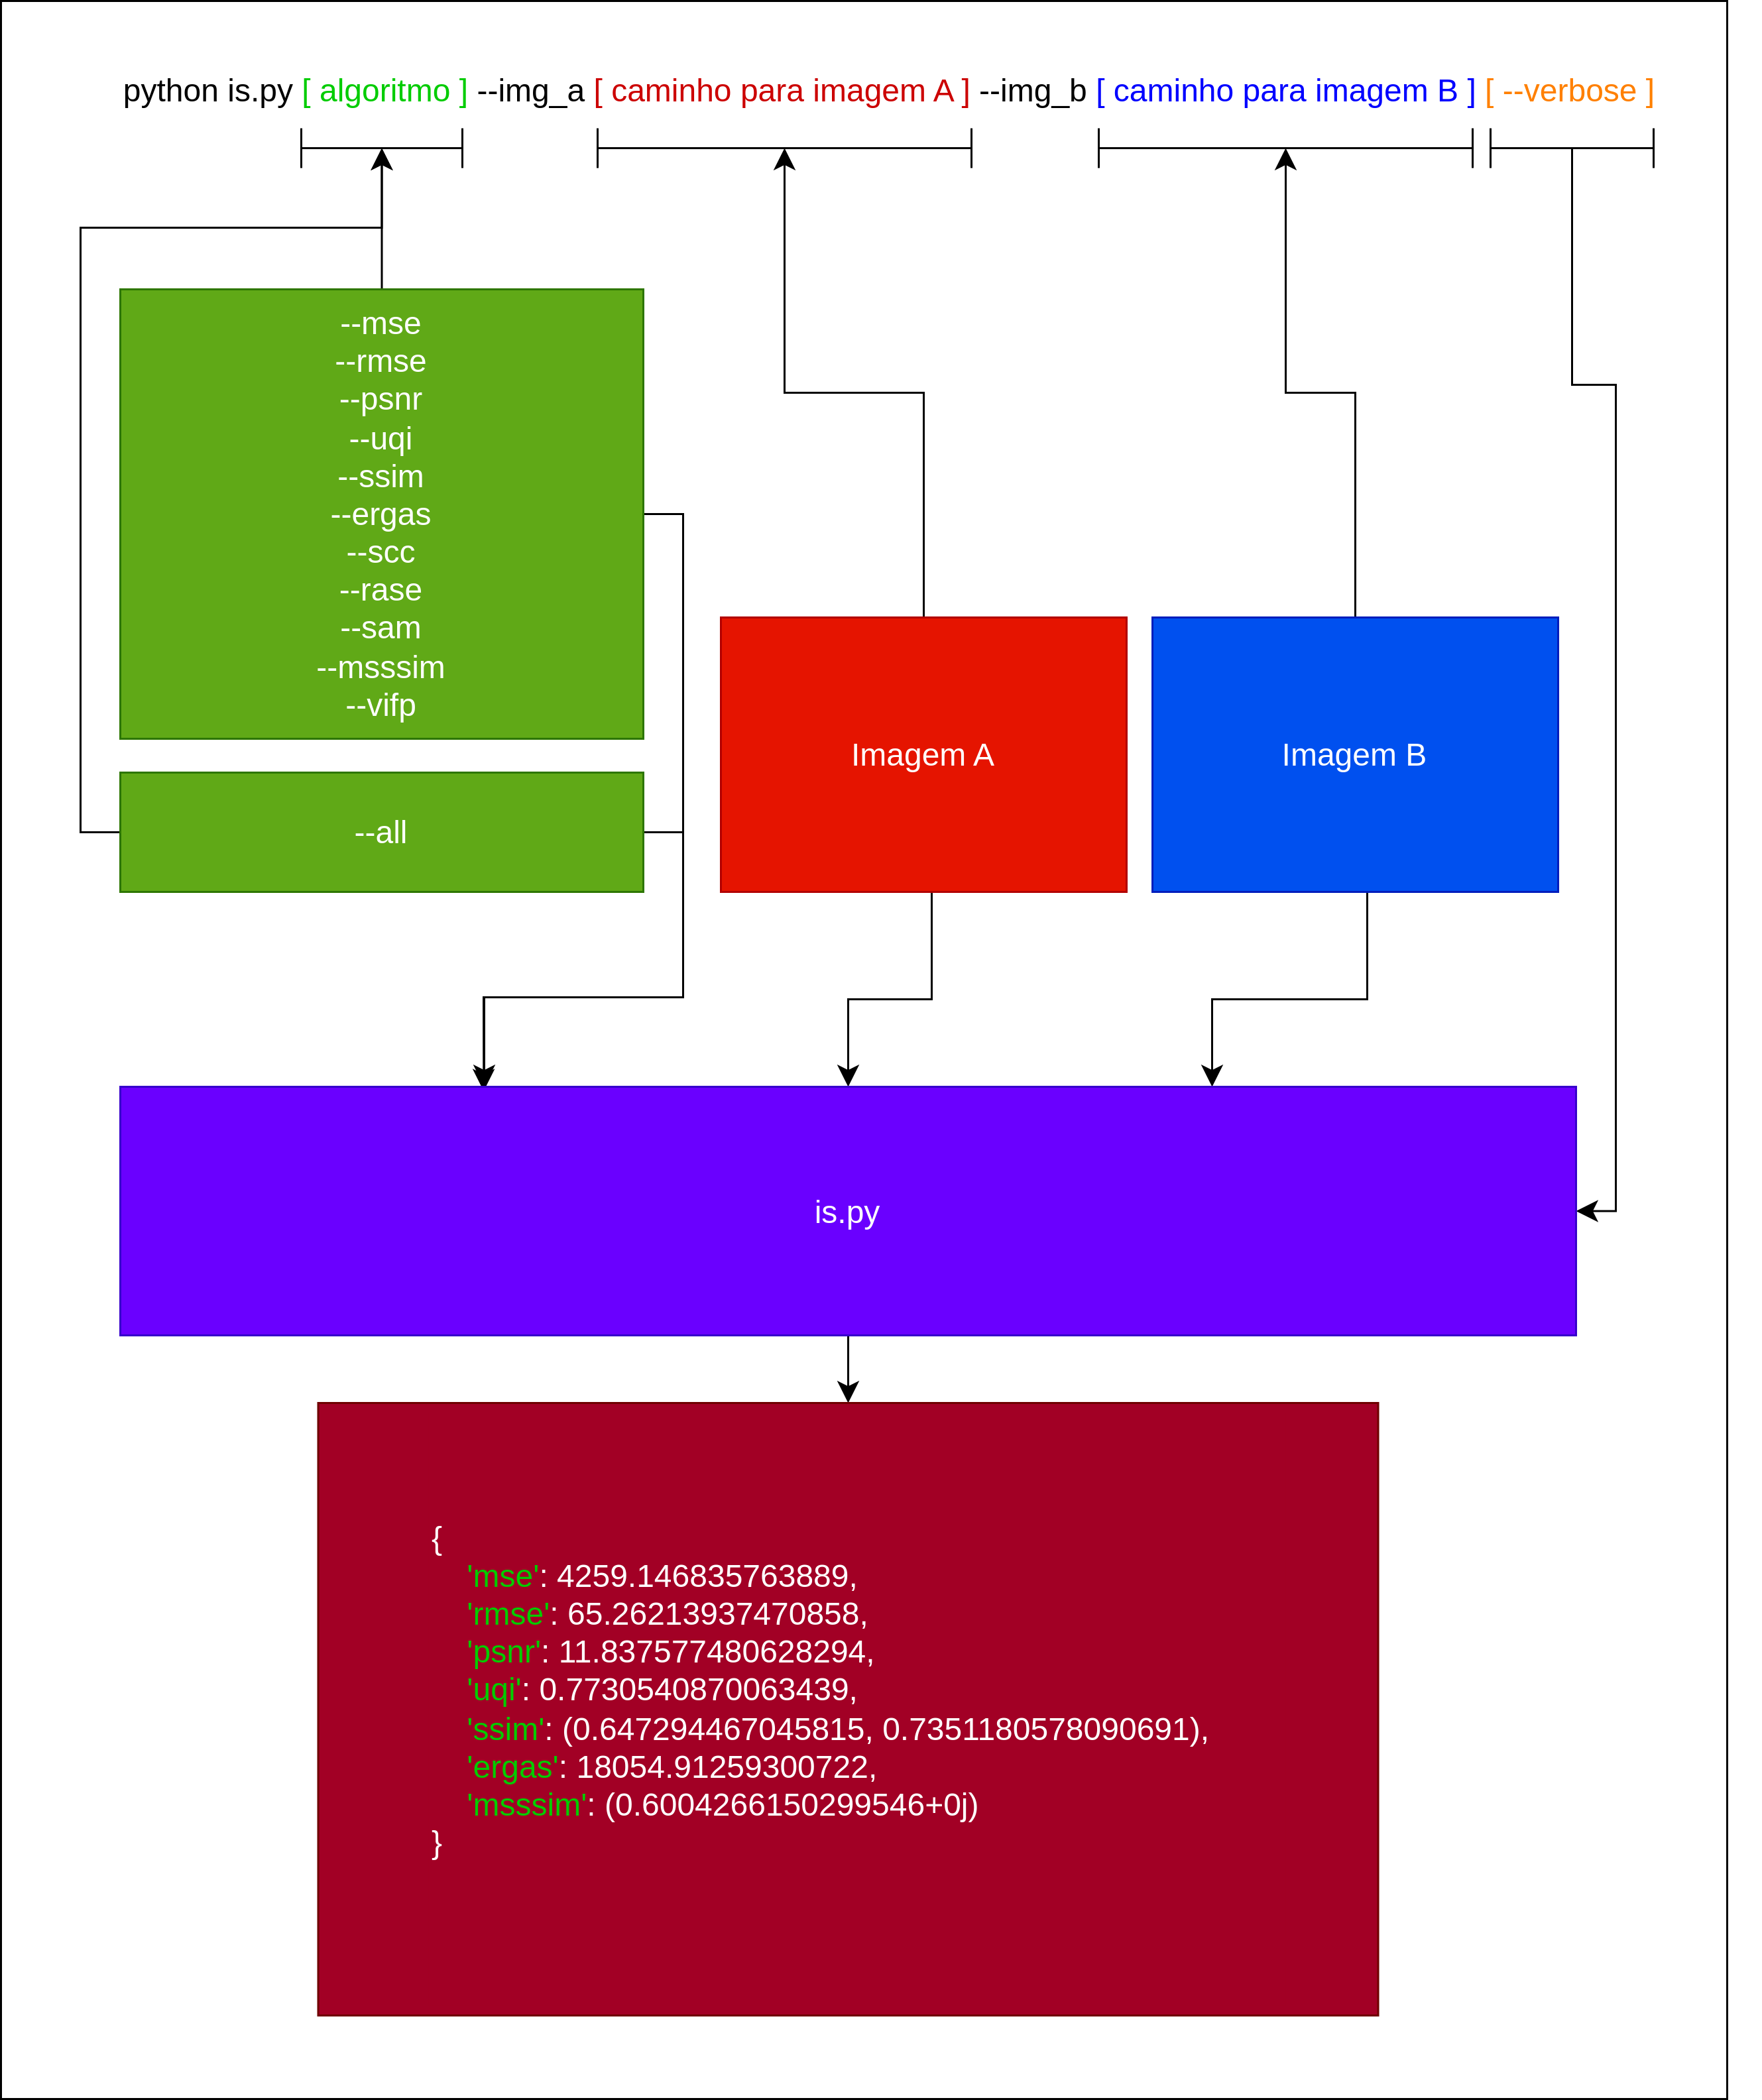 python is.py [ algoritmo ] --img_a [ caminho para imagem A ] --img_b [ caminho para imagem B ] [ --verbose ]
--mse
--rmse
--psnr
--uqi
--ssim
--ergas
--scc
--rase
--sam
--msssim
--vifp
--all
Imagem A
Imagem B
is.py
{
'mse': 4259.146835763889,
'rmse': 65.26213937470858,
'psnr': 11.837577480628294,
'uqi': 0.7730540870063439,
'ssim': (0.647294467045815, 0.7351180578090691),
'ergas': 18054.91259300722,
'msssim': (0.6004266150299546+0j)
}